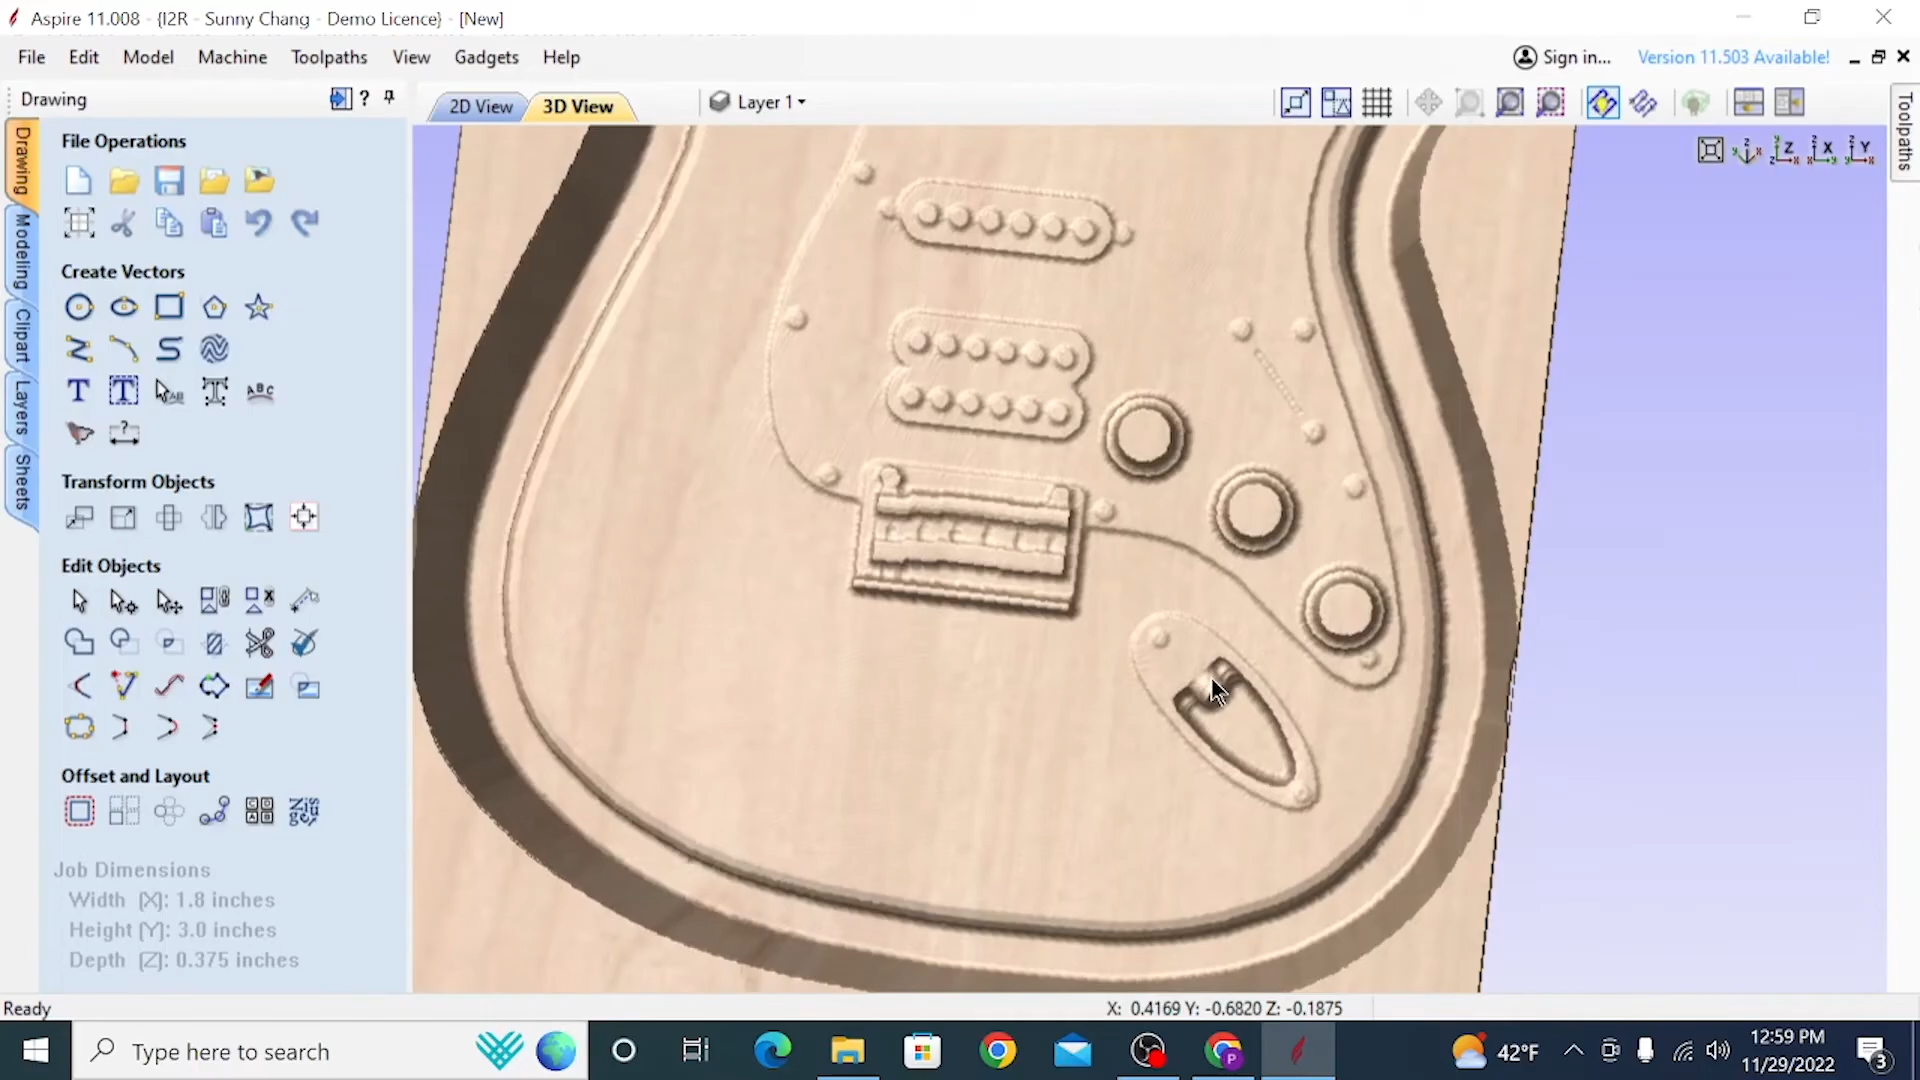 Aspire 11.008 - {I2R - Sunny Chang - Demo Licence} - [New]
File Edit Model Machine Toolpaths View Gadgets Help
Sign in... Version 11.503 Available!
Drawing
?
2D View 3D View Layer 1
Drawing
Modeling
Clipart
Layers
Sheets
Toolpaths
File Operations
Create Vectors
Transform Objects
Edit Objects
Offset and Layout
Job Dimensions
Width (X): 1.8 inches
Height (Y): 3.0 inches
Depth (Z): 0.375 inches
Ready
X: 0.4169 Y: -0.6820 Z: -0.1875
Type here to search
42°F
12:59 PM
11/29/2022
3